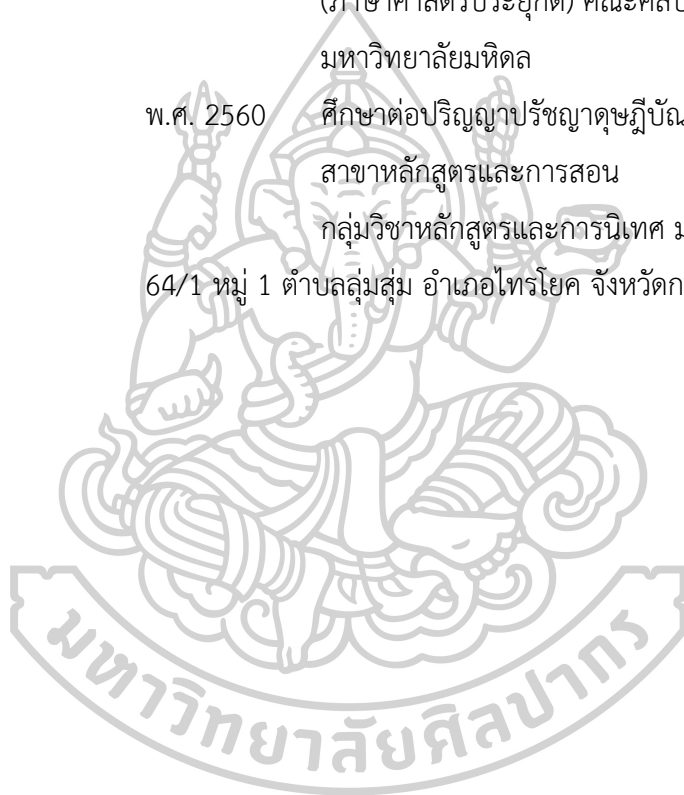 (ภาษาศาสตร์ประยุกต์)
มหาวิทยาลัยมหิดล
พ.ศ. 2560 ศึกษาต่อปริญญาปรัชญาดุษฎีบัณ
สาขาหลักสูตรและการสอน
กลุ่มวิชาหลักสูตรและการนิเทศ ม
64/1 หมู่ 1 ตำบลลุ่มสุ่ม อำเภอไทรโยค จังหวัดก
มหาวิทยาลัยศิลปากร